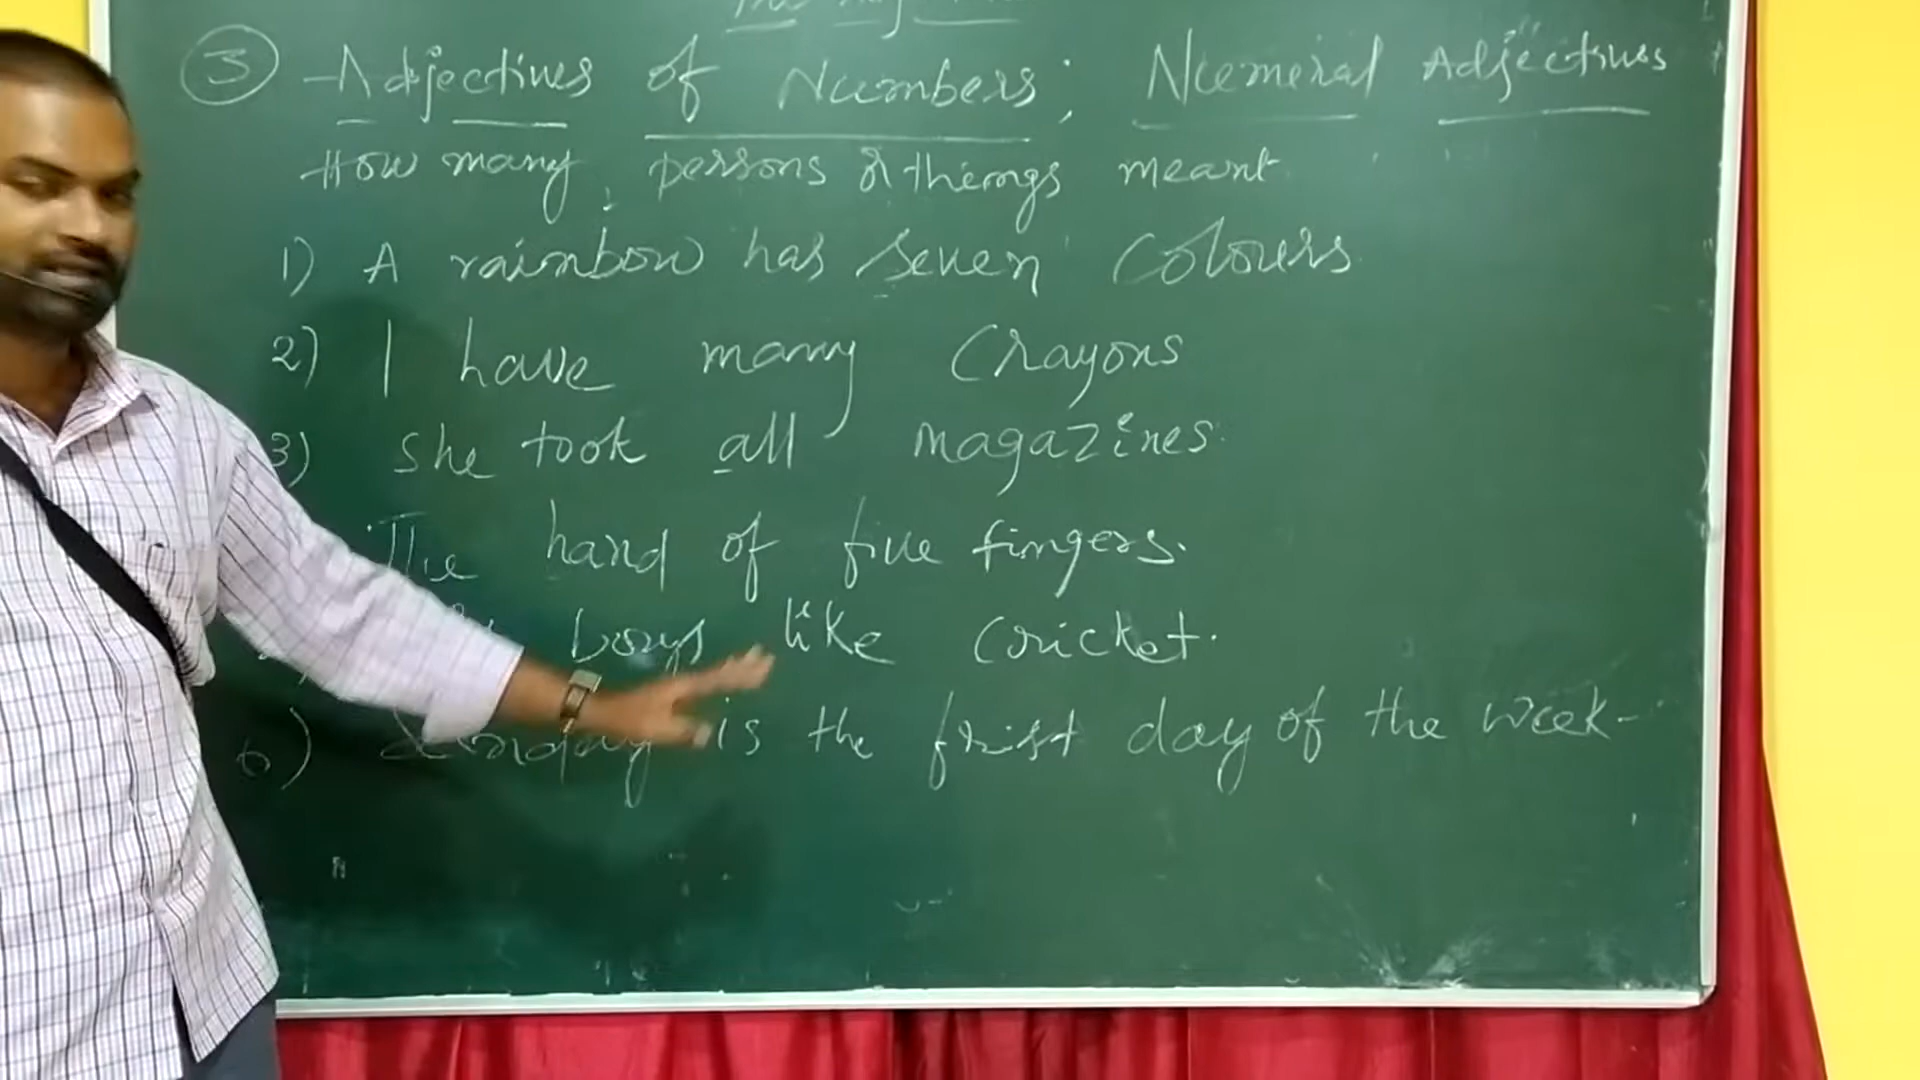 The
3 Adjectives of Numbers; Numeral Adjectives
How many, persons & things meant
1) A rainbow has seven colours.
2) I have many crayons
3) she took all magazines.
The hand of five fingers.
boys like cricket.
6) Sunday is the first day of the week.